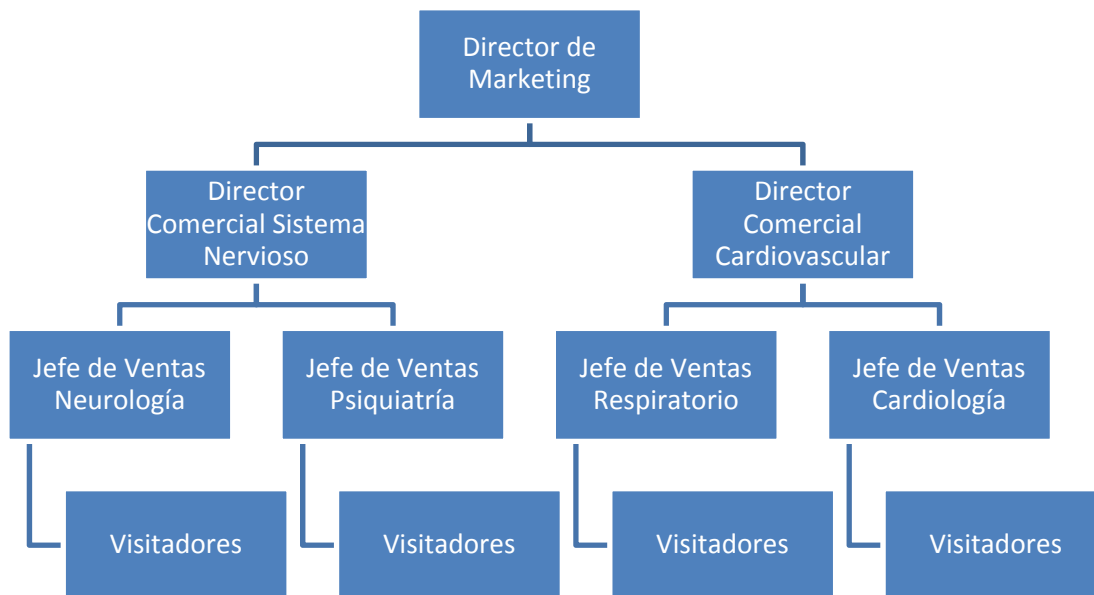 Director de
Marketing
Director
Comercial Sistema
Nervioso
Director
Comercial
Cardiovascular
Jefe de Ventas
Neurología
Jefe de Ventas
Psiquiatría
Jefe de Ventas
Respiratorio
Jefe de Ventas
Cardiología
Visitadores
Visitadores
Visitadores
Visitadores